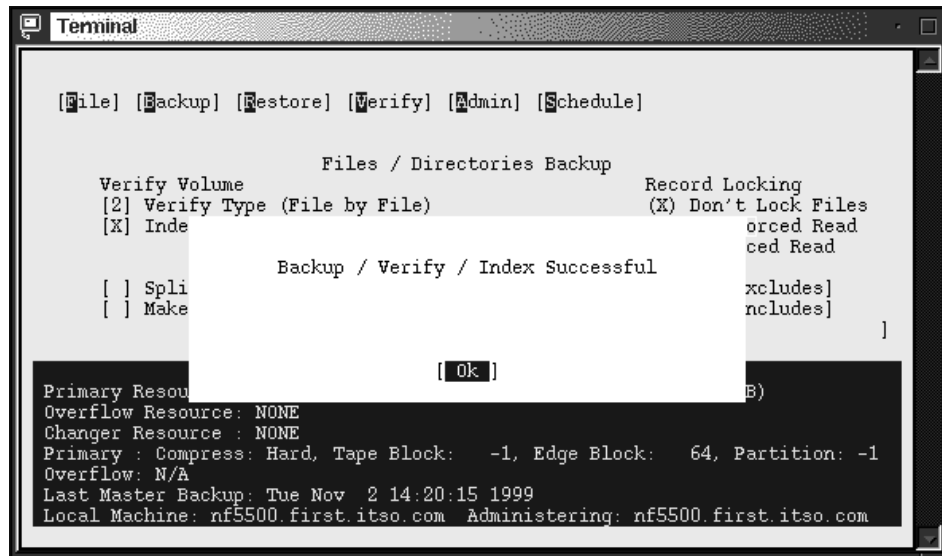 Terminal
[File] [Backup] [Restore] [Verify] [Admin] [Schedule]
Files / Directories Backup
Verify Volume Record Locking
[2] Verify Type (File by File) (X) Don't Lock Files
[X] Inde orced Read
ced Read
Backup / Verify / Index Successful
[ ] Spli xcludes]
[ ] Make ncludes]
]
[ Ok ]
Primary Resou B)
Overflow Resource: NONE
Changer Resource : NONE
Primary : Compress: Hard, Tape Block: -1, Edge Block: 64, Partition: -1
Overflow: N/A
Last Master Backup: Tue Nov 2 14:20:15 1999
Local Machine: nf5500.first.itso.com Administering: nf5500.first.itso.com